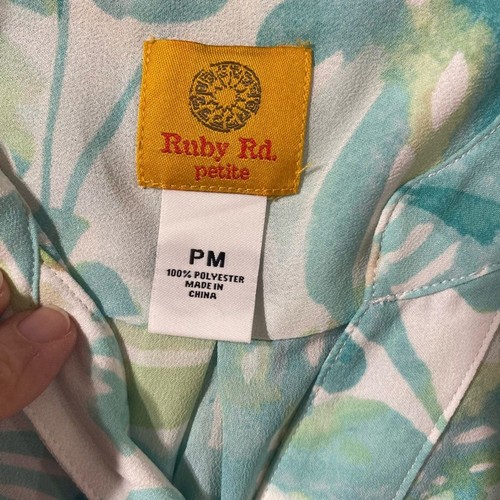 Ruby Rd.
petite
PM
100% POLYESTER
MADE IN
CHINA